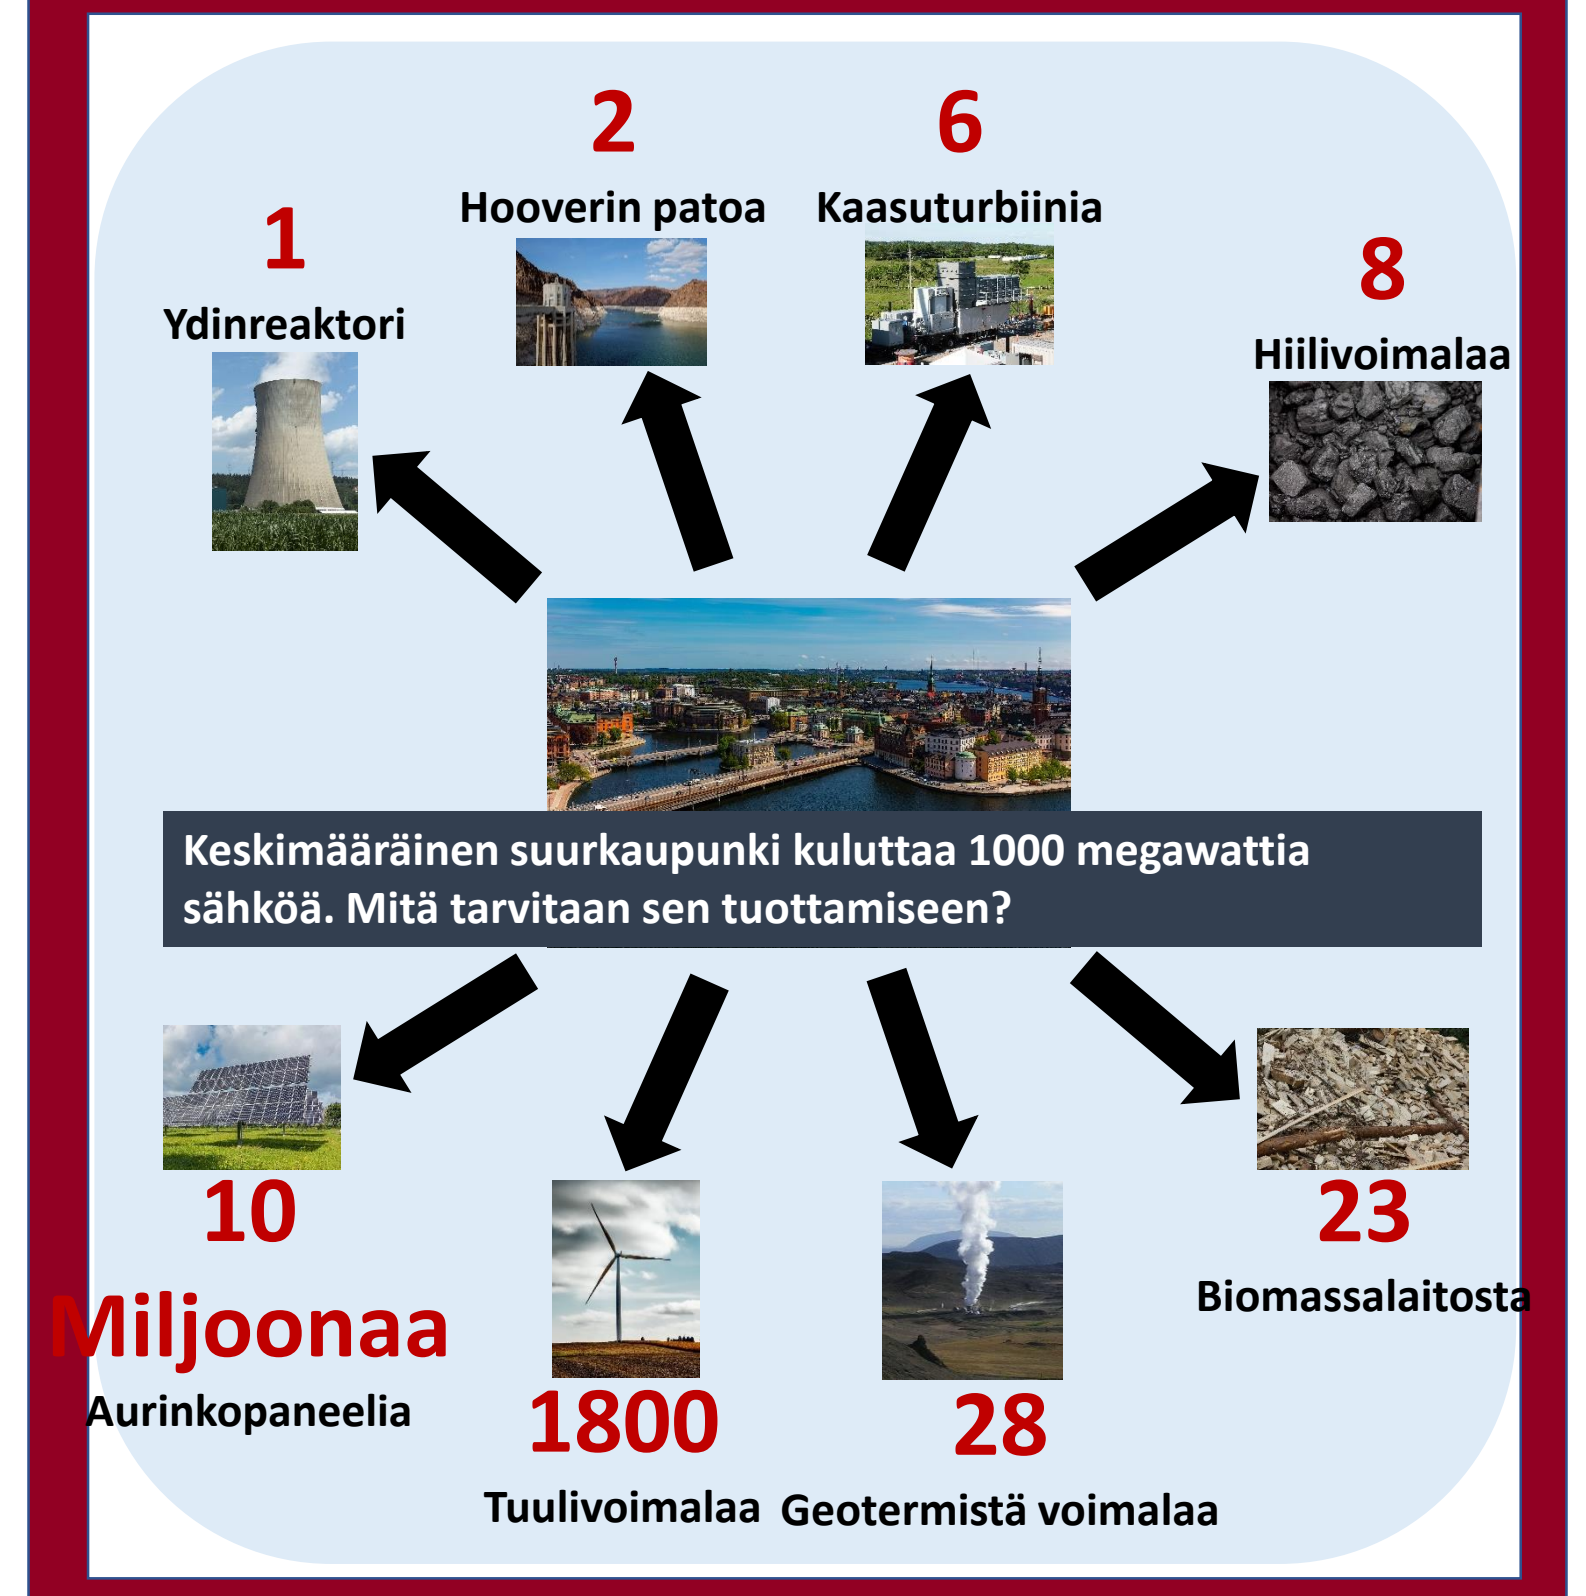 1
Ydinreaktori
2
Hooverin patoa
6
Kaasuturbiinia
8
Hiilivoimalaa
Keskimääräinen suurkaupunki kuluttaa 1000 megawattia
sähköä. Mitä tarvitaan sen tuottamiseen?
10
Miljoonaa
Aurinkopaneelia
1800
Tuulivoimalaa
28
Geotermistä voimalaa
23
Biomassalaitosta